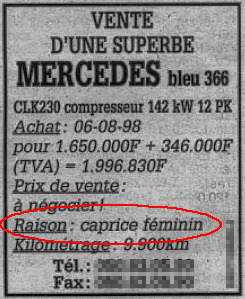 VENTE
D'UNE SUPERBE
MERCEDES bleu 366
CLK230 compresseur 142 kW 12 PK
Achat : 06-08-98
pour 1.650.000F + 346.000F
(TVA) = 1.996.830F
Prix de vente :
à négocier !
Raison : caprice féminin
Kilométrage : 9.900km
Tél. :
Fax :